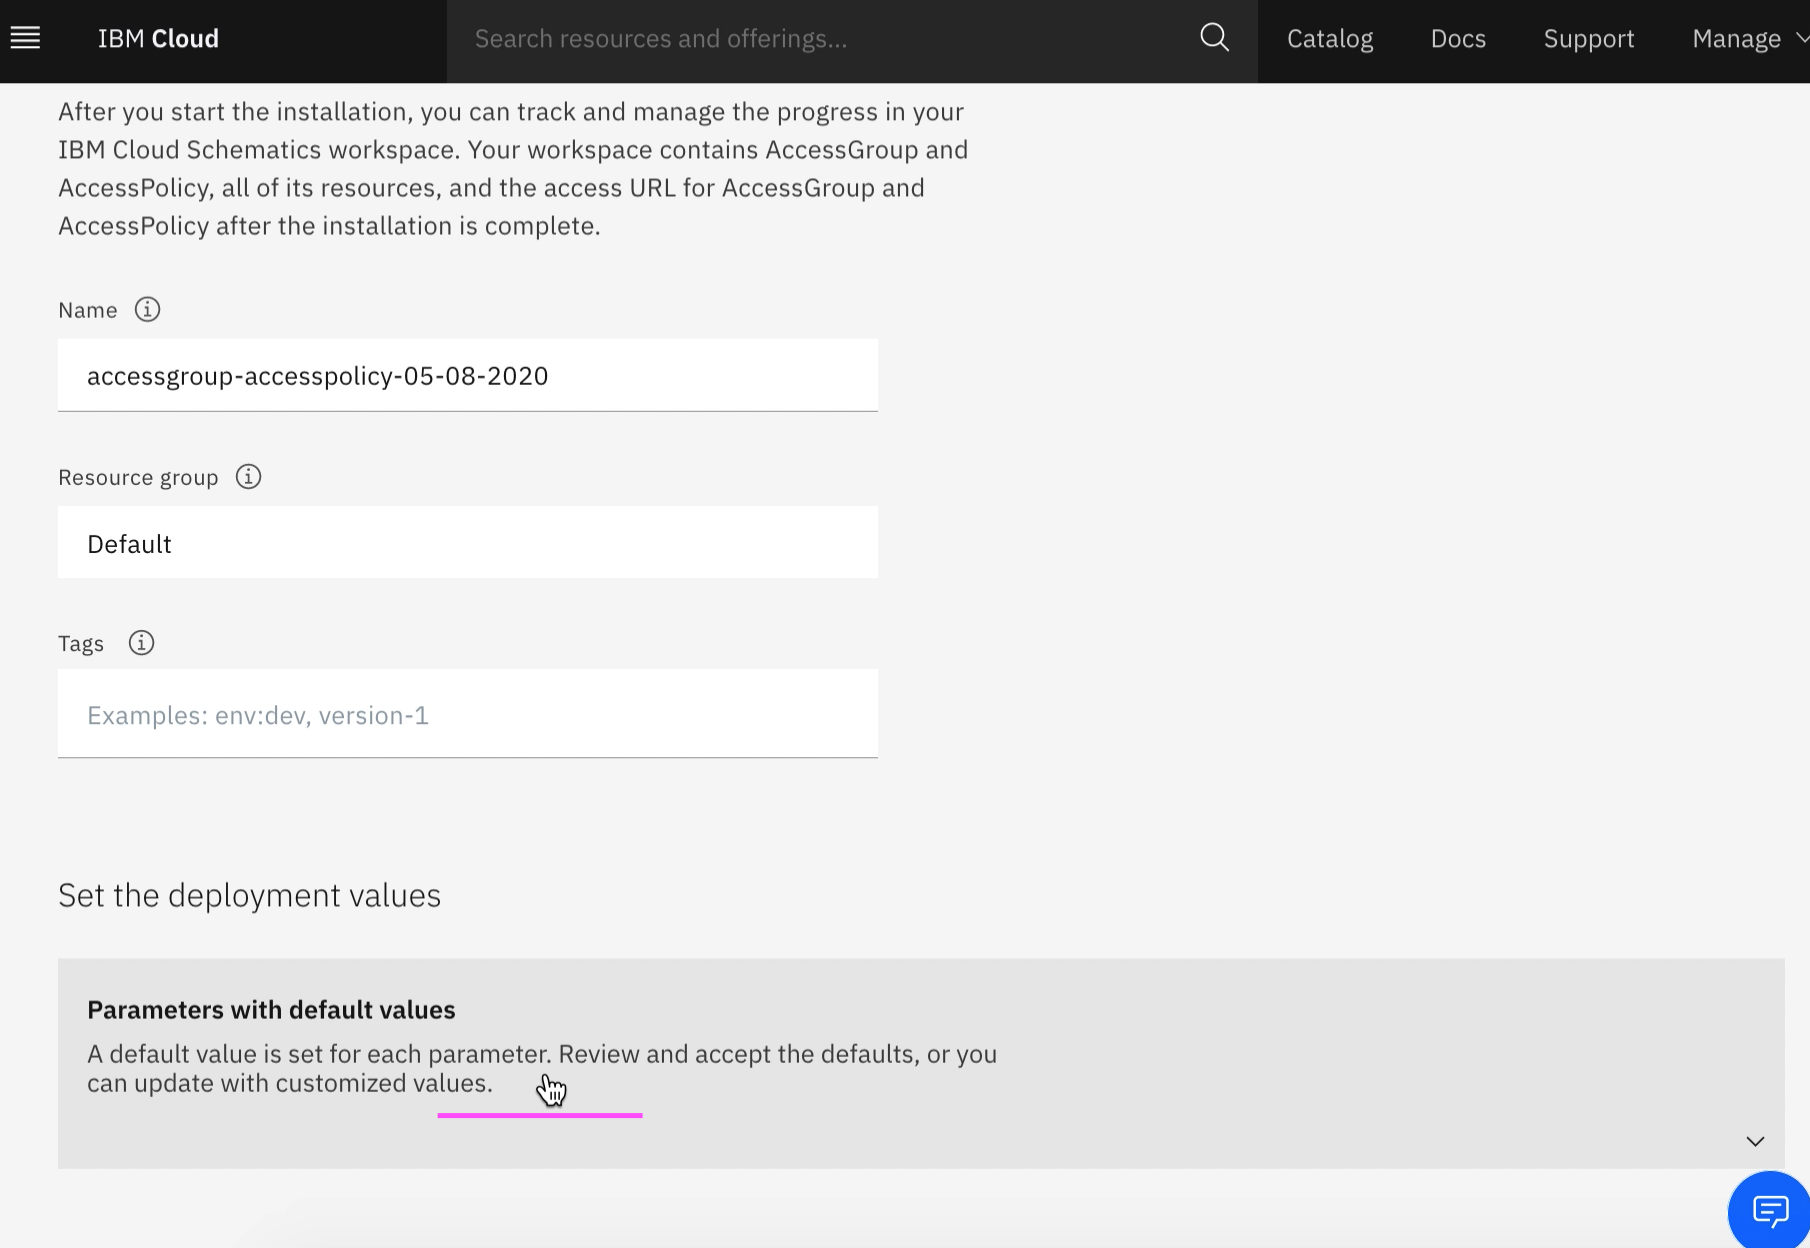 IBM Cloud
Search resources and offerings...
Catalog
Docs
Support
Manage
After you start the installation, you can track and manage the progress in your
IBM Cloud Schematics workspace. Your workspace contains AccessGroup and
AccessPolicy, all of its resources, and the access URL for AccessGroup and
AccessPolicy after the installation is complete.
Name
accessgroup-accesspolicy-05-08-2020
Resource group
Default
Tags
Examples: env:dev, version-1
Set the deployment values
Parameters with default values
A default value is set for each parameter. Review and accept the defaults, or you
can update with customized values.